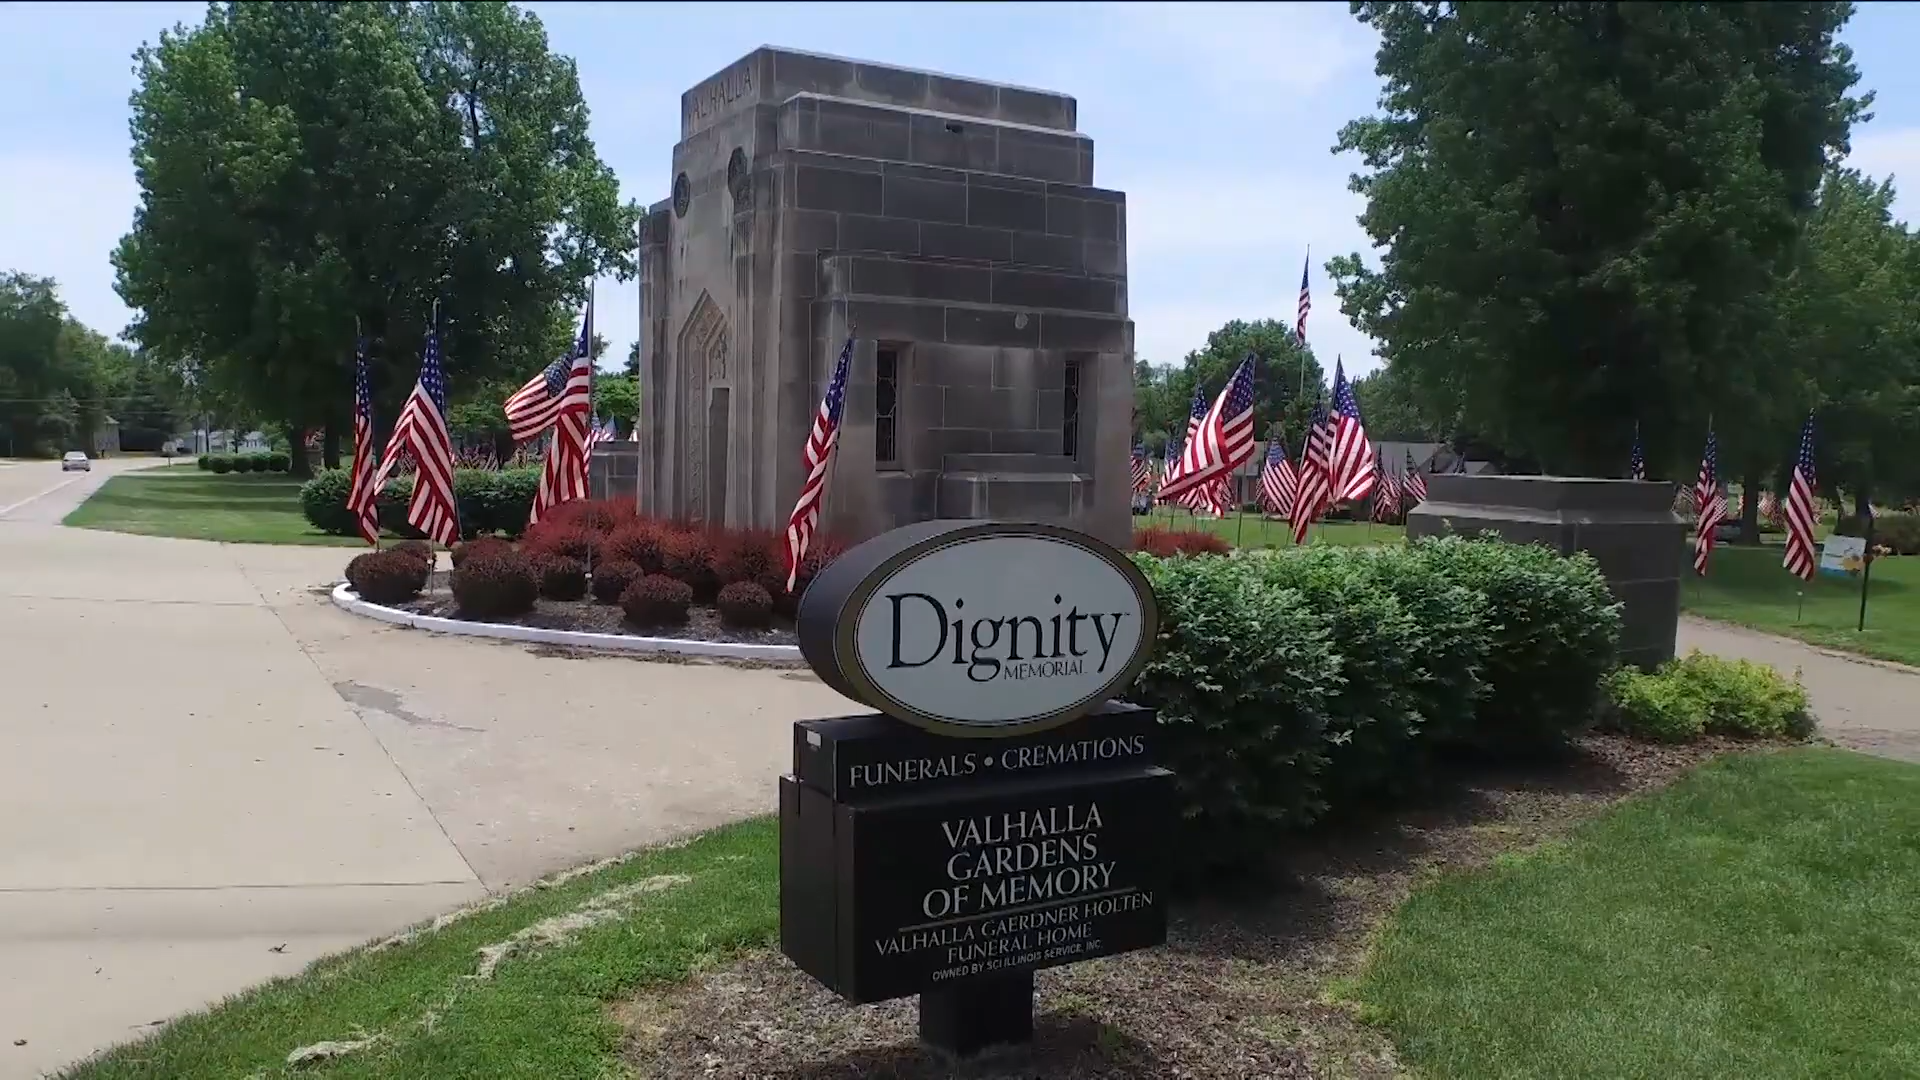 VALHALLA
Dignity
MEMORIAL
FUNERALS • CREMATIONS
VALHALLA
GARDENS
OF MEMORY
VALHALLA GAERDNER HOLTEN
FUNERAL HOME
OWNED BY SCI ILLINOIS SERVICE, INC.